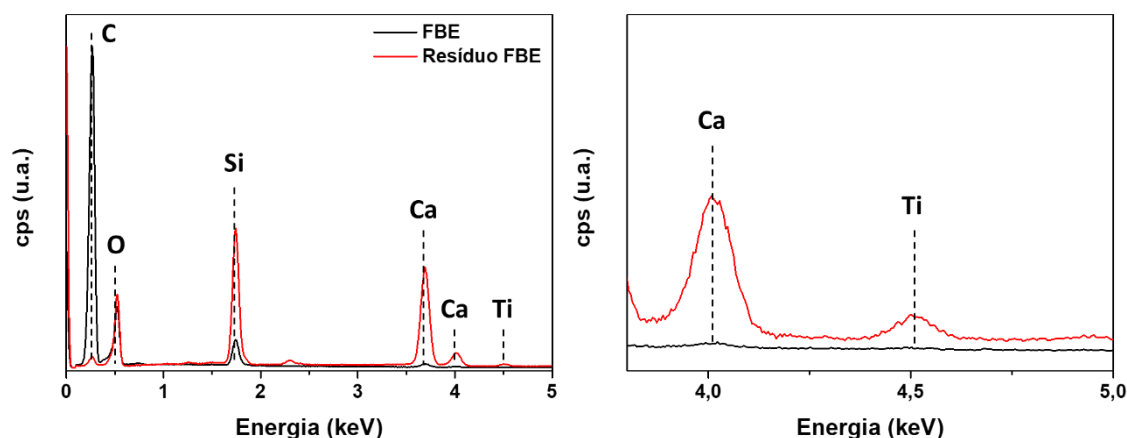 C
FBE
Resíduo FBE
O
Si
Ca
Ca
Ti
cps (u.a.)
0
1
2
3
4
5
Energia (keV)
Ca
Ti
cps (u.a.)
4,0
4,5
5,0
Energia (keV)